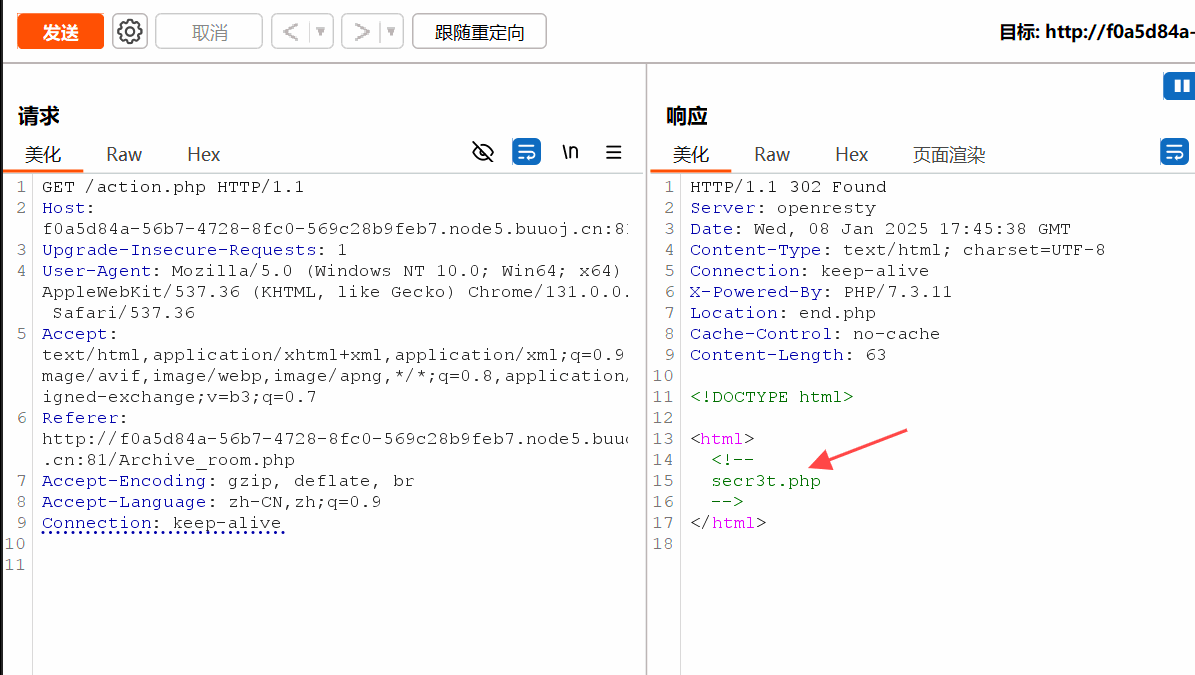 发送
取消
<
>
跟随重定向
目标: http://f0a5d84a-
请求
美化 Raw Hex
\n
1 GET /action.php HTTP/1.1
2 Host:
f0a5d84a-56b7-4728-8fc0-569c28b9feb7.node5.buuoj.cn:81
3 Upgrade-Insecure-Requests: 1
4 User-Agent: Mozilla/5.0 (Windows NT 10.0; Win64; x64)
AppleWebKit/537.36 (KHTML, like Gecko) Chrome/131.0.0.
Safari/537.36
5 Accept:
text/html,application/xhtml+xml,application/xml;q=0.9
mage/avif,image/webp,image/apng,*/*;q=0.8,application/
igned-exchange;v=b3;q=0.7
6 Referer:
http://f0a5d84a-56b7-4728-8fc0-569c28b9feb7.node5.buuo
.cn:81/Archive_room.php
7 Accept-Encoding: gzip, deflate, br
8 Accept-Language: zh-CN,zh;q=0.9
9 Connection: keep-alive
10
11
响应
美化 Raw Hex 页面渲染
1 HTTP/1.1 302 Found
2 Server: openresty
3 Date: Wed, 08 Jan 2025 17:45:38 GMT
4 Content-Type: text/html; charset=UTF-8
5 Connection: keep-alive
6 X-Powered-By: PHP/7.3.11
7 Location: end.php
8 Cache-Control: no-cache
9 Content-Length: 63
10
11 <!DOCTYPE html>
12
13 <html>
14 <!--
15 secr3t.php
16 -->
17 </html>
18